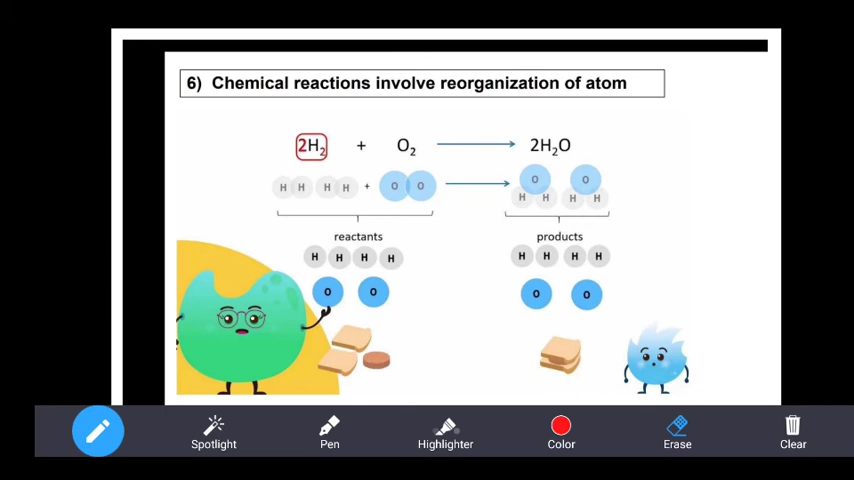 6) Chemical reactions involve reorganization of atom
2H₂ + O₂ 2H₂O
H H H H + O O O O
H H H H
reactants products
H H H H H H H H
O O O O
Spotlight Pen Highlighter Color Erase Clear